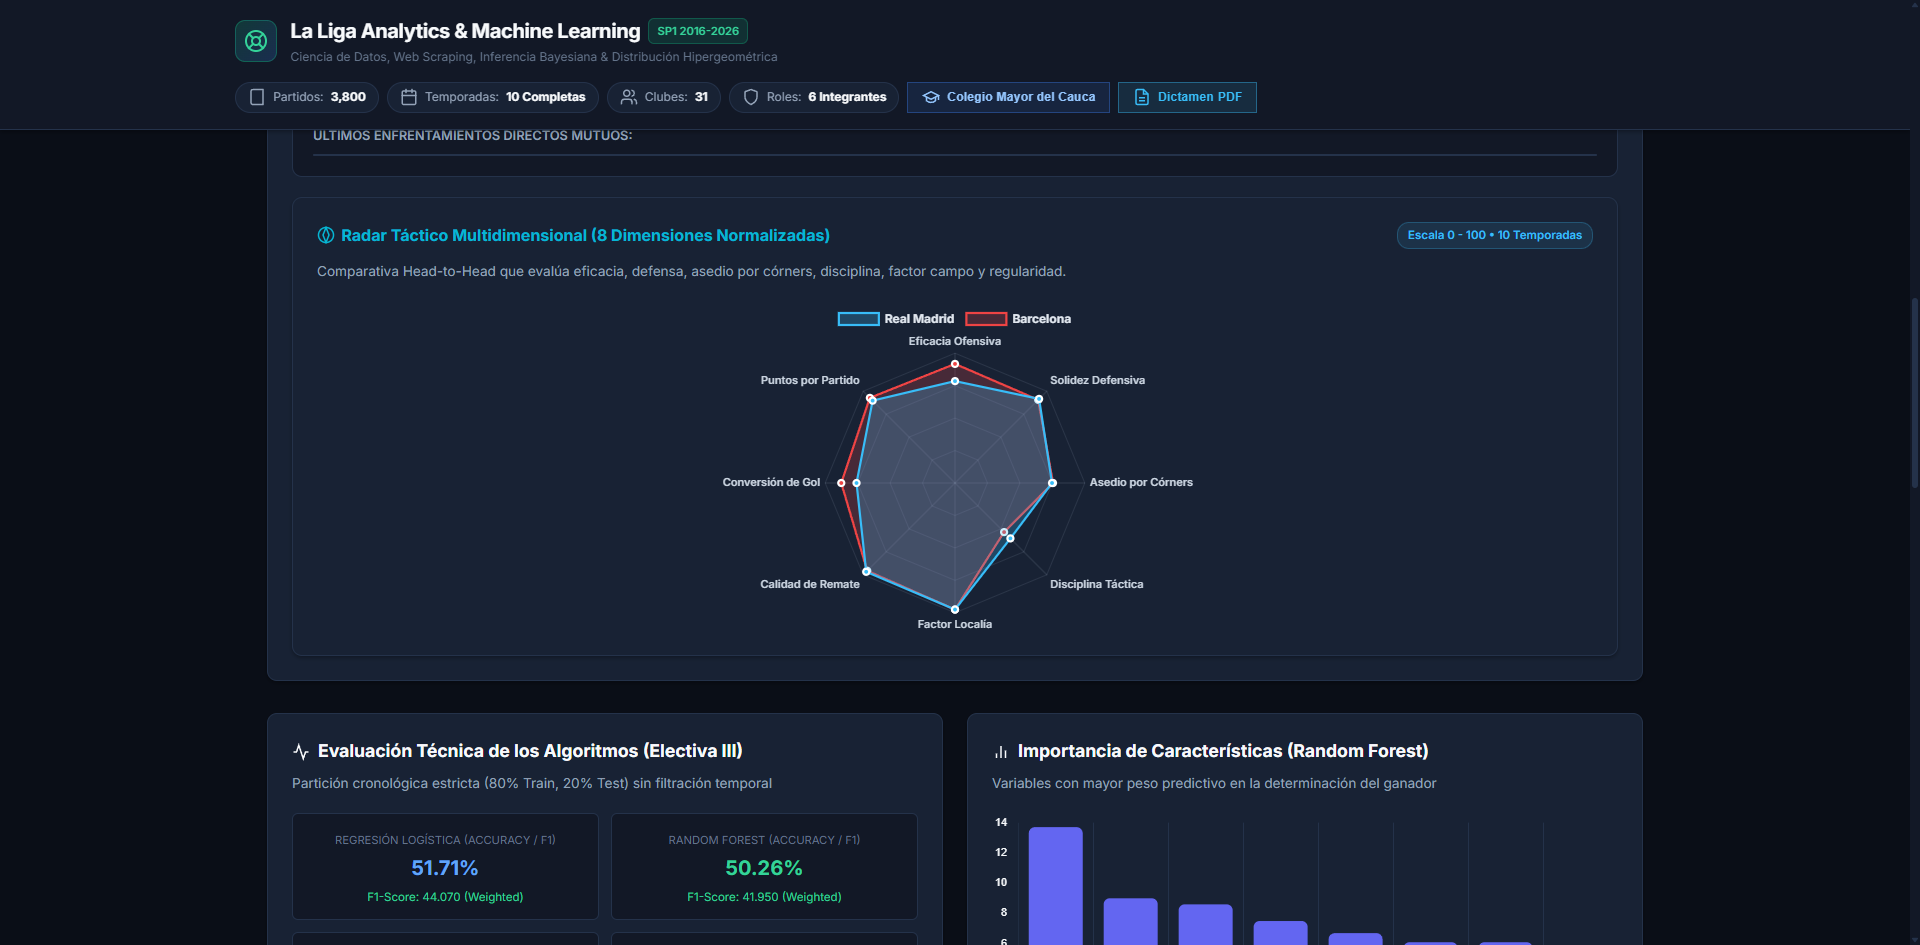 La Liga Analytics & Machine Learning
SP1 2016-2026
Ciencia de Datos, Web Scraping, Inferencia Bayesiana & Distribución Hipergeométrica
Partidos: 3,800
Temporadas: 10 Completas
Clubes: 31
Roles: 6 Integrantes
Colegio Mayor del Cauca
Dictamen PDF
ÚLTIMOS ENFRENTAMIENTOS DIRECTOS MUTUOS:
Radar Táctico Multidimensional (8 Dimensiones Normalizadas)
Escala 0 - 100 • 10 Temporadas
Comparativa Head-to-Head que evalúa eficacia, defensa, asedio por córners, disciplina, factor campo y regularidad.
Real Madrid
Barcelona
Eficacia Ofensiva
Puntos por Partido
Solidez Defensiva
Conversión de Gol
Asedio por Córners
Calidad de Remate
Disciplina Táctica
Factor Localía
Evaluación Técnica de los Algoritmos (Electiva III)
Partición cronológica estricta (80% Train, 20% Test) sin filtración temporal
REGRESIÓN LOGÍSTICA (ACCURACY / F1)
51.71%
F1-Score: 44.070 (Weighted)
RANDOM FOREST (ACCURACY / F1)
50.26%
F1-Score: 41.950 (Weighted)
Importancia de Características (Random Forest)
Variables con mayor peso predictivo en la determinación del ganador
14
12
10
8
6